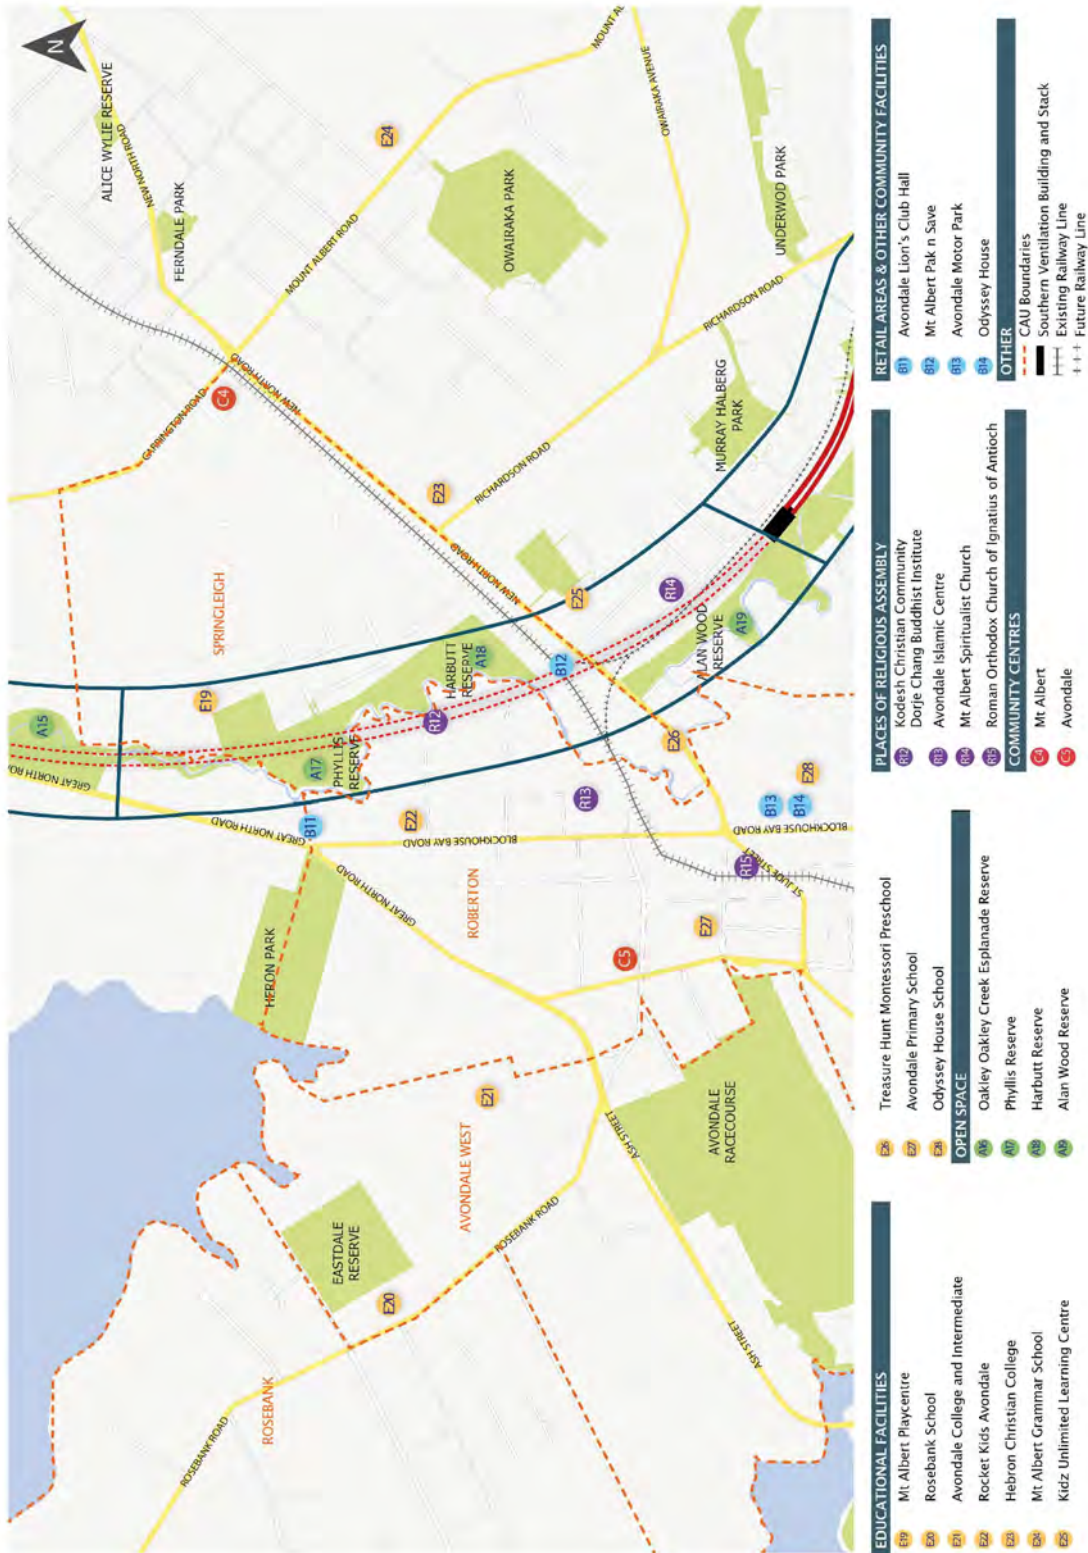 N
ALICE WYLIE RESERVE
NEW NORTH ROAD
FERNDALE PARK
MOUNT ALBERT ROAD
E24
OWAIRAKA PARK
OWAIRAKA AVENUE
UNDERWOD PARK
RICHARDSON ROAD
CARRINGTON ROAD
C4
NEW NORTH ROAD
E23
RICHARDSON ROAD
MURRAY HALBERG
PARK
SPRINGLEIGH
NEW NORTH ROAD
E25
R14
A15
E19
HARBUTT
RESERVE
A18
B12
ALAN WOOD
RESERVE
A19
GREAT NORTH ROAD
PHYLLIS
RESERVE
A17
R12
E26
GREAT NORTH ROAD
B11
E22
R13
B13
B14
E28
BLOCKHOUSE BAY ROAD
BLOCKHOUSE BAY ROAD
HERON PARK
GREAT NORTH ROAD
ROBERTON
R15
ST JUDE STREET
C5
E27
E21
AVONDALE WEST
AVONDALE
RACECOURSE
ASH STREET
EASTDALE
RESERVE
E20
ROSEBANK ROAD
ASH STREET
ROSEBANK
ROSEBANK ROAD
EDUCATIONAL FACILITIES
E19 Mt Albert Playcentre
E20 Rosebank School
E21 Avondale College and Intermediate
E22 Rocket Kids Avondale
E23 Hebron Christian College
E24 Mt Albert Grammar School
E25 Kidz Unlimited Learning Centre
E26 Treasure Hunt Montessori Preschool
E27 Avondale Primary School
E28 Odyssey House School
OPEN SPACE
A16 Oakley Oakley Creek Esplanade Reserve
A17 Phyllis Reserve
A18 Harbutt Reserve
A19 Alan Wood Reserve
PLACES OF RELIGIOUS ASSEMBLY
R12 Kodesh Christian Community
Dorje Chang Buddhist Institute
R13 Avondale Islamic Centre
R14 Mt Albert Spiritualist Church
R15 Roman Orthodox Church of Ignatius of Antioch
COMMUNITY CENTRES
C4 Mt Albert
C5 Avondale
RETAIL AREAS & OTHER COMMUNITY FACILITIES
B11 Avondale Lion's Club Hall
B12 Mt Albert Pak n Save
B13 Avondale Motor Park
B14 Odyssey House
OTHER
CAU Boundaries
Southern Ventilation Building and Stack
Existing Railway Line
Future Railway Line